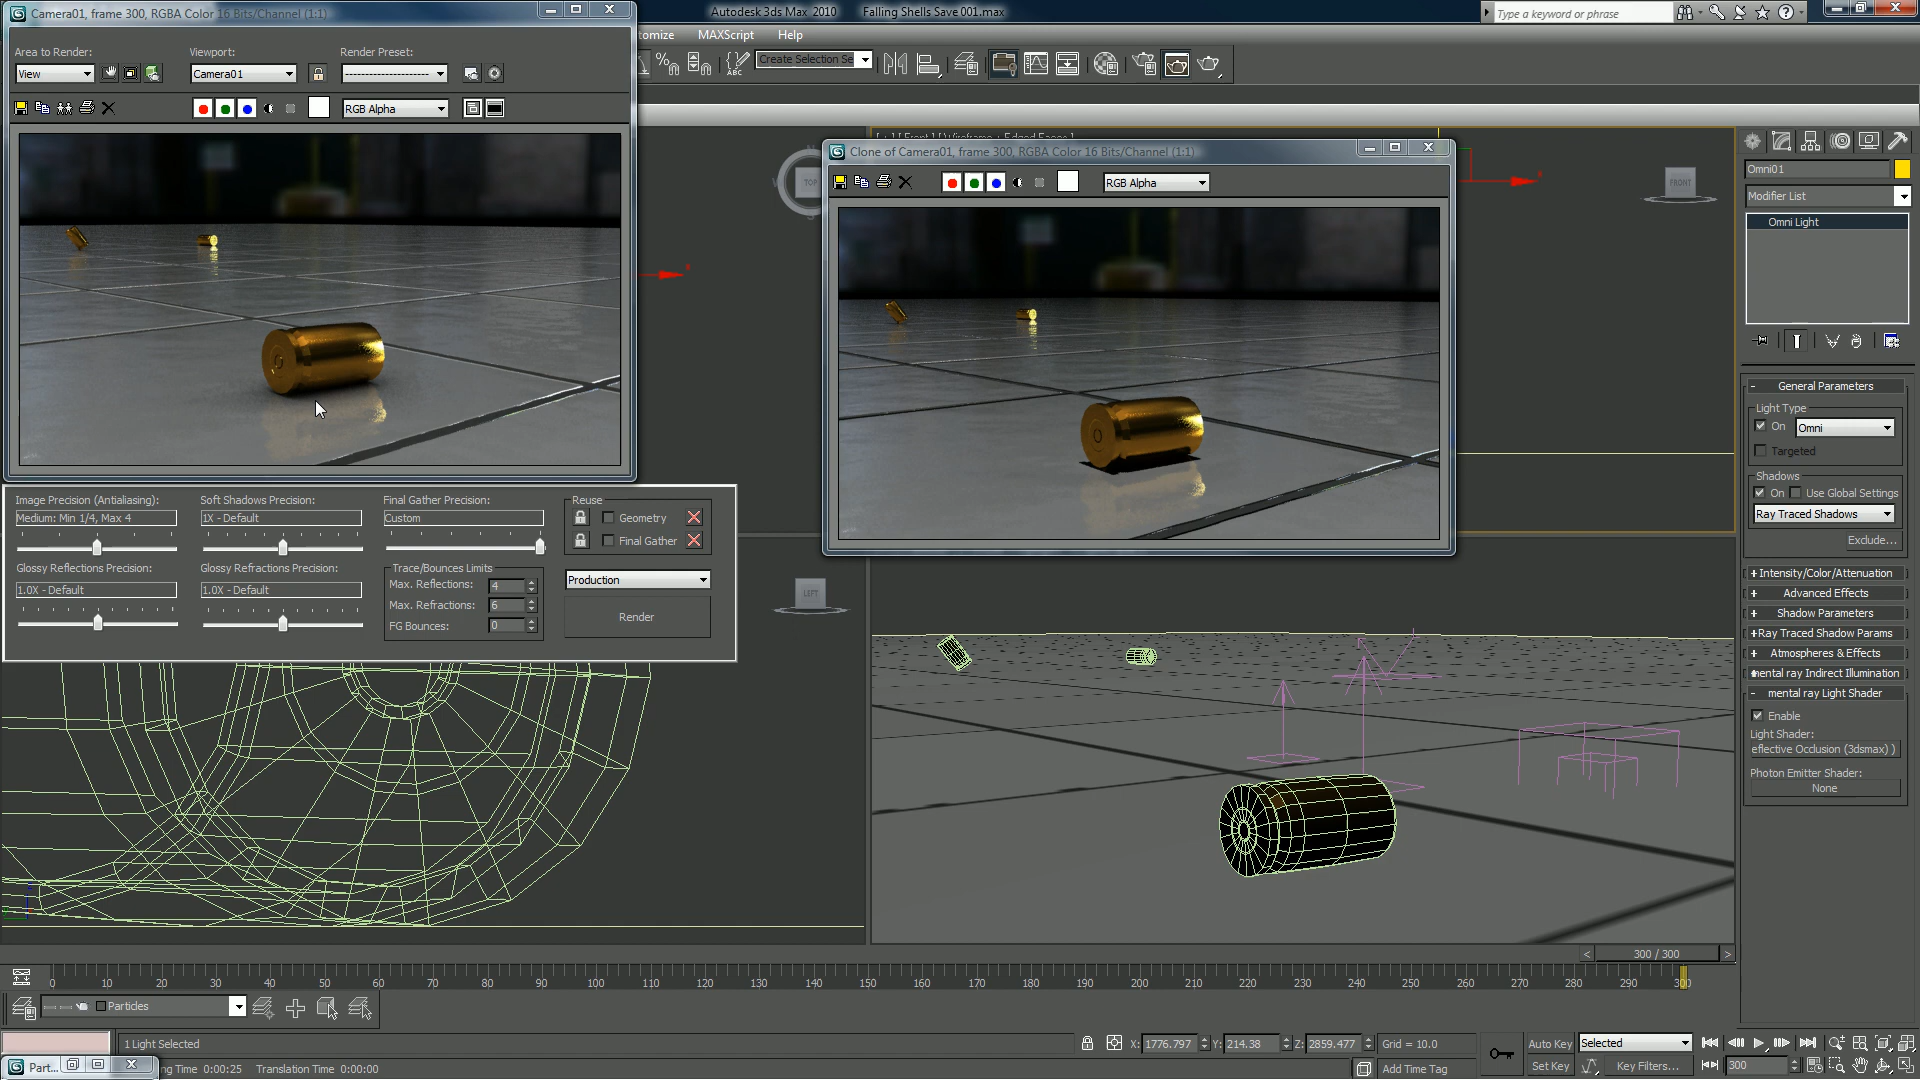 Camera01, frame 300, RGBA Color 16 Bits/Channel (1:1)
Autodesk 3ds Max 2010
Falling Shells Save 001.max
Type a keyword or phrase
tomize
MAXScript
Help
Area to Render:
Viewport:
Render Preset:
View
Camera01
--------------------
Create Selection Se
ABC
RGB Alpha
TOP
[ + ] [ Front ] [ Wireframe + Edged Faces ]
FRONT
Clone of Camera01, frame 300, RGBA Color 16 Bits/Channel (1:1)
RGB Alpha
Omni01
Modifier List
Omni Light
General Parameters
Light Type
On
Omni
Targeted
Shadows
On
Use Global Settings
Ray Traced Shadows
Exclude...
Intensity/Color/Attenuation
Advanced Effects
Shadow Parameters
Ray Traced Shadow Params
Atmospheres & Effects
mental ray Indirect Illumination
mental ray Light Shader
Enable
Light Shader:
effective Occlusion (3dsmax) )
Photon Emitter Shader:
None
Image Precision (Antialiasing):
Medium: Min 1/4, Max 4
Soft Shadows Precision:
1X - Default
Final Gather Precision:
Custom
Reuse
Geometry
Final Gather
Glossy Reflections Precision:
1.0X - Default
Glossy Refractions Precision:
1.0X - Default
Trace/Bounces Limits
Max. Reflections:
4
Max. Refractions:
6
FG Bounces:
0
Production
Render
LEFT
< 300 / 300 >
0 10 20 30 40 50 60 70 80 90 100 110 120 130 140 150 160 170 180 190 200 210 220 230 240 250 260 270 280 290 300
Particles
1 Light Selected
X: 1776.797
Y: 214.38
Z: 2859.477
Grid = 10.0
Auto Key
Selected
Part...
ng Time 0:00:25
Translation Time 0:00:00
Add Time Tag
Set Key
Key Filters...
300